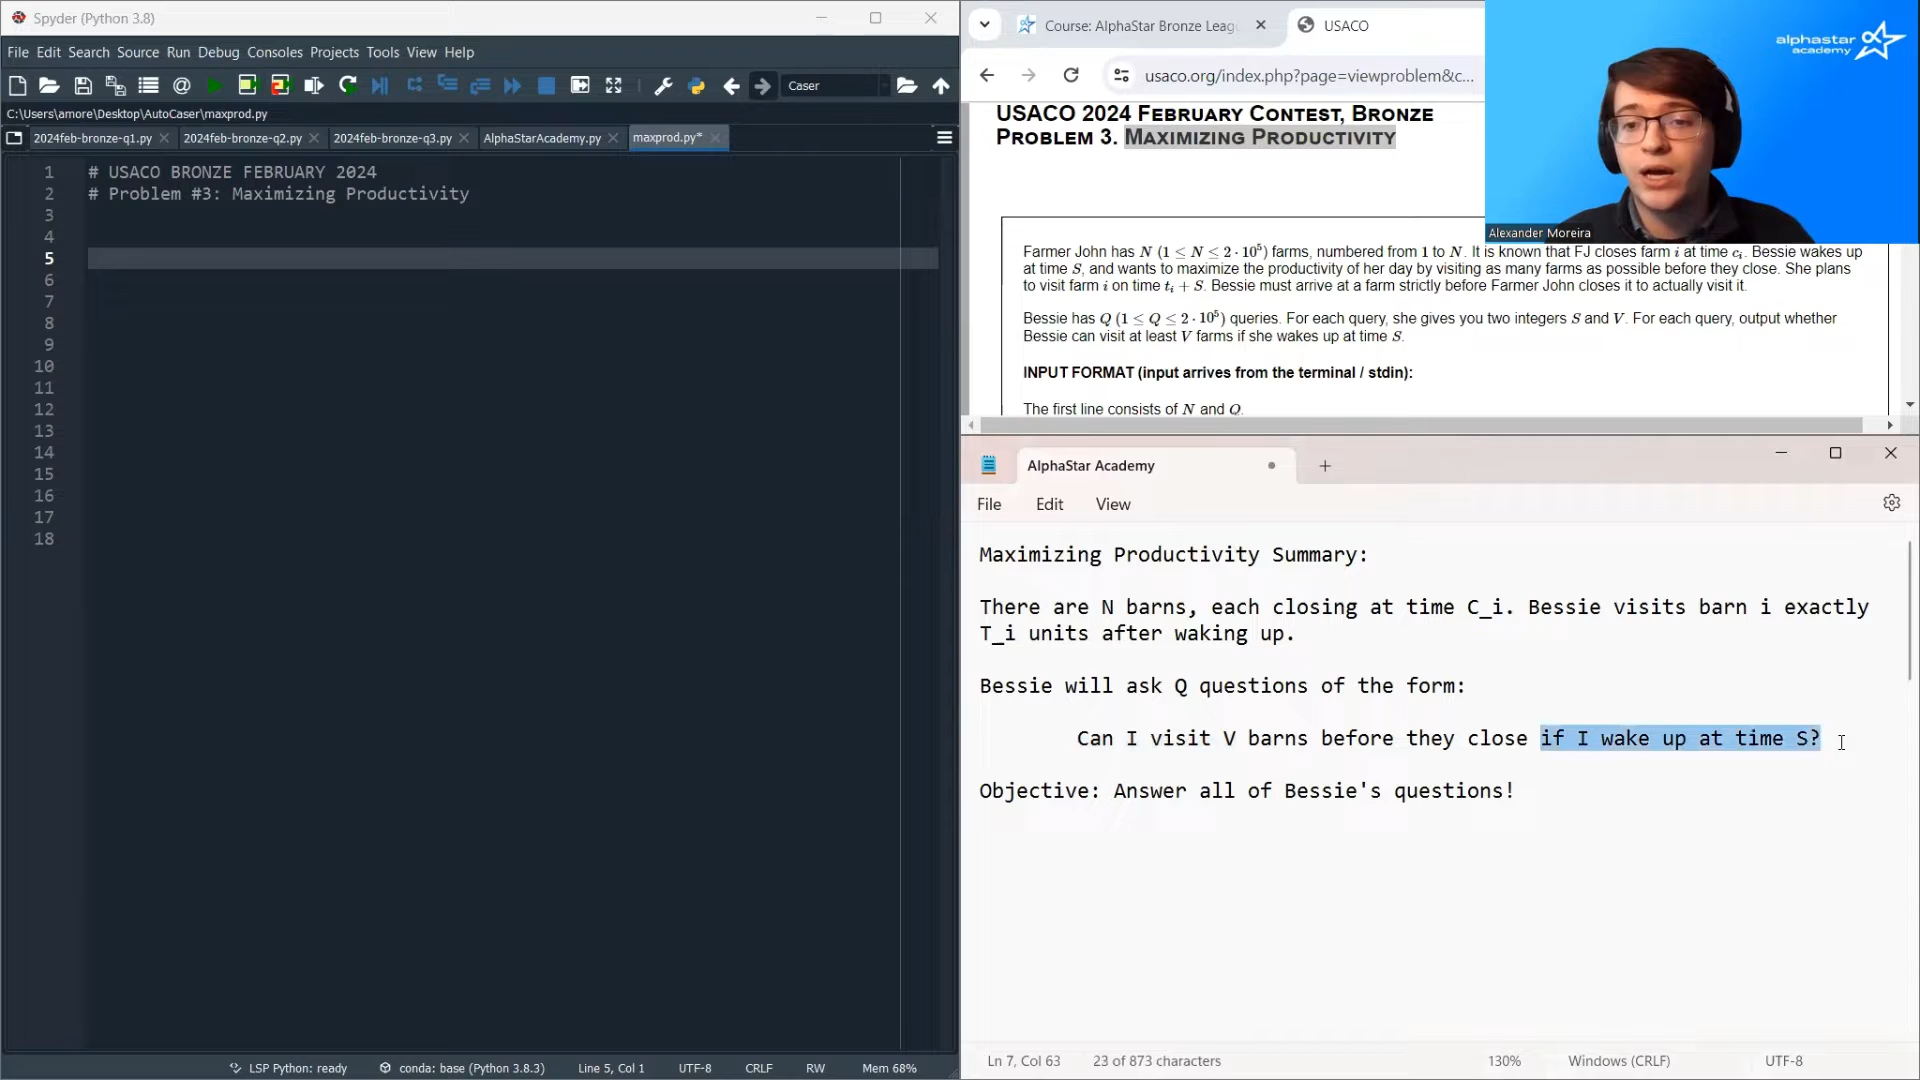 Spyder (Python 3.8)
File Edit Search Source Run Debug Consoles Projects Tools View Help
Caser
C:\Users\amore\Desktop\AutoCaser\maxprod.py
2024feb-bronze-q1.py 2024feb-bronze-q2.py 2024feb-bronze-q3.py AlphaStarAcademy.py maxprod.py*
1 # USACO BRONZE FEBRUARY 2024
2 # Problem #3: Maximizing Productivity
3
4
5
6
7
8
9
10
11
12
13
14
15
16
17
18
LSP Python: ready conda: base (Python 3.8.3) Line 5, Col 1 UTF-8 CRLF RW Mem 68%
Course: AlphaStar Bronze Leag USACO
usaco.org/index.php?page=viewproblem&c...
USACO 2024 FEBRUARY CONTEST, BRONZE
PROBLEM 3. MAXIMIZING PRODUCTIVITY
alphastar
academy
Alexander Moreira
Farmer John has N (1 ≤ N ≤ 2 · 10⁵) farms, numbered from 1 to N. It is known that FJ closes farm i at time cᵢ. Bessie wakes up
at time S, and wants to maximize the productivity of her day by visiting as many farms as possible before they close. She plans
to visit farm i on time tᵢ + S. Bessie must arrive at a farm strictly before Farmer John closes it to actually visit it.
Bessie has Q (1 ≤ Q ≤ 2 · 10⁵) queries. For each query, she gives you two integers S and V. For each query, output whether
Bessie can visit at least V farms if she wakes up at time S.
INPUT FORMAT (input arrives from the terminal / stdin):
The first line consists of N and Q.
AlphaStar Academy
File Edit View
Maximizing Productivity Summary:
There are N barns, each closing at time C_i. Bessie visits barn i exactly
T_i units after waking up.
Bessie will ask Q questions of the form:
Can I visit V barns before they close if I wake up at time S?
Objective: Answer all of Bessie's questions!
Ln 7, Col 63 23 of 873 characters 130% Windows (CRLF) UTF-8